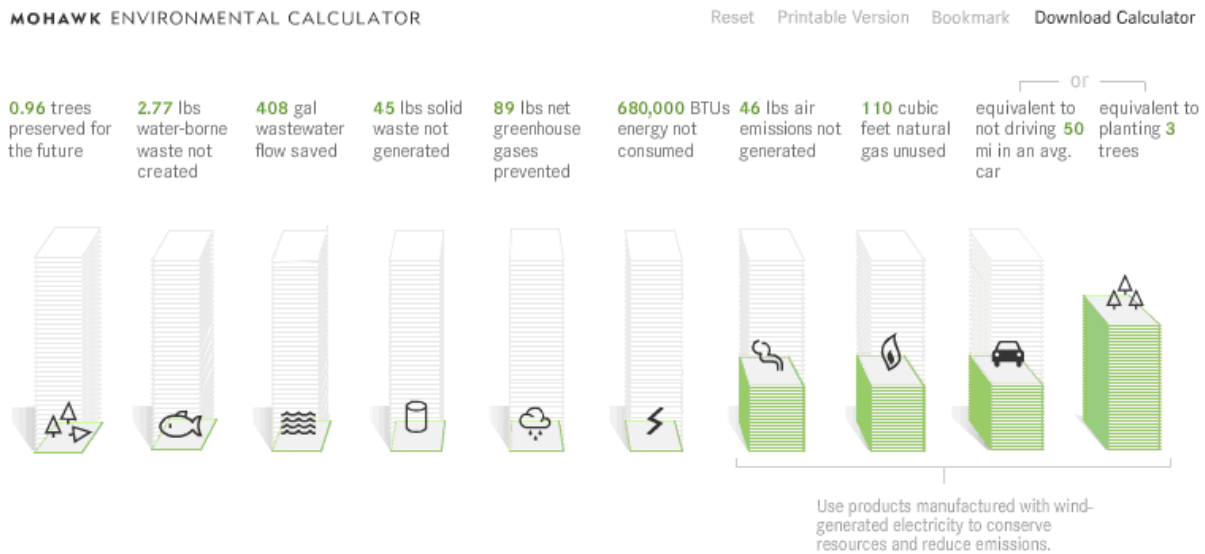 MOHAWK ENVIRONMENTAL CALCULATOR
Reset Printable Version Bookmark Download Calculator
0.96 trees
preserved for
the future
2.77 lbs
water-borne
waste not
created
408 gal
wastewater
flow saved
45 lbs solid
waste not
generated
89 lbs net
greenhouse
gases
prevented
680,000 BTUs
energy not
consumed
46 lbs air
emissions not
generated
110 cubic
feet natural
gas unused
or
equivalent to
not driving 50
mi in an avg.
car
equivalent to
planting 3
trees
Use products manufactured with wind-
generated electricity to conserve
resources and reduce emissions.